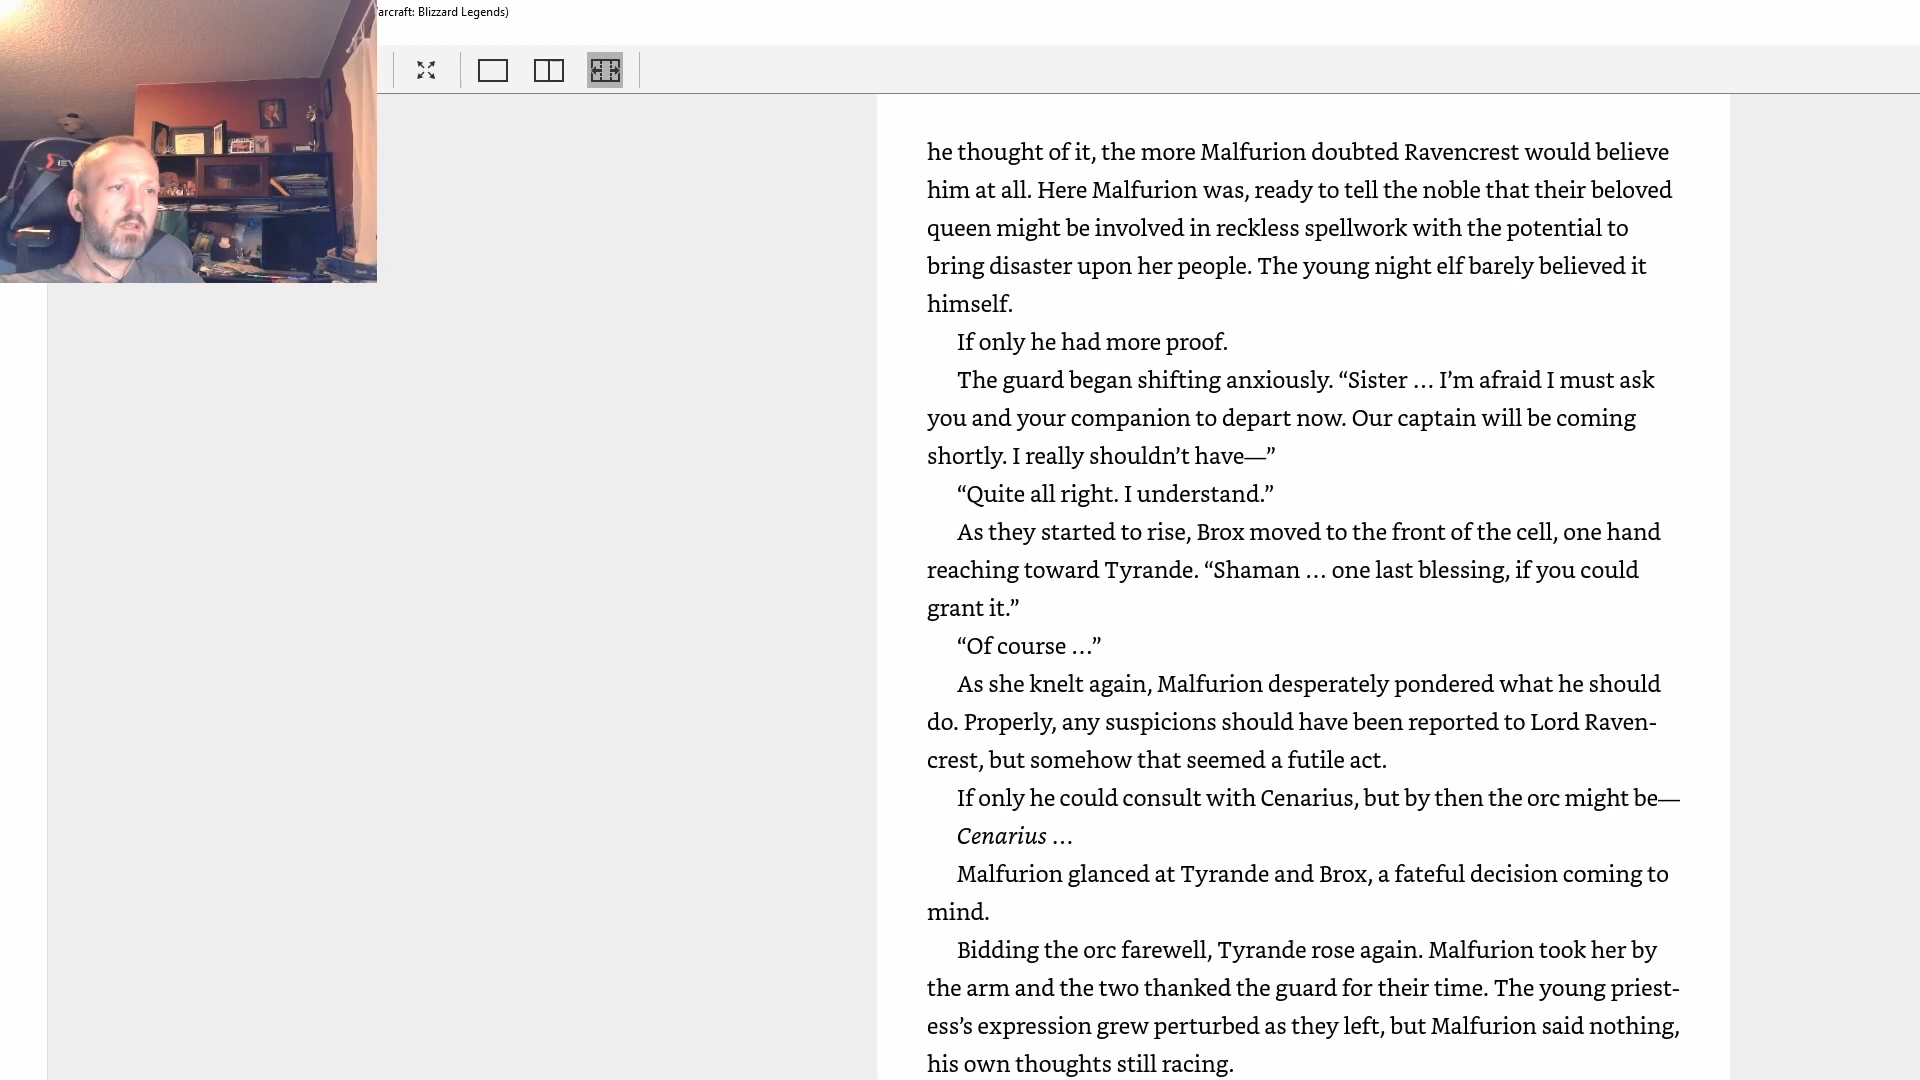 arcraft: Blizzard Legends)
he thought of it, the more Malfurion doubted Ravencrest would believe
him at all. Here Malfurion was, ready to tell the noble that their beloved
queen might be involved in reckless spellwork with the potential to
bring disaster upon her people. The young night elf barely believed it
himself.
If only he had more proof.
The guard began shifting anxiously. “Sister … I’m afraid I must ask
you and your companion to depart now. Our captain will be coming
shortly. I really shouldn’t have—”
“Quite all right. I understand.”
As they started to rise, Brox moved to the front of the cell, one hand
reaching toward Tyrande. “Shaman … one last blessing, if you could
grant it.”
“Of course …”
As she knelt again, Malfurion desperately pondered what he should
do. Properly, any suspicions should have been reported to Lord Raven-
crest, but somehow that seemed a futile act.
If only he could consult with Cenarius, but by then the orc might be—
Cenarius …
Malfurion glanced at Tyrande and Brox, a fateful decision coming to
mind.
Bidding the orc farewell, Tyrande rose again. Malfurion took her by
the arm and the two thanked the guard for their time. The young priest-
ess’s expression grew perturbed as they left, but Malfurion said nothing,
his own thoughts still racing.